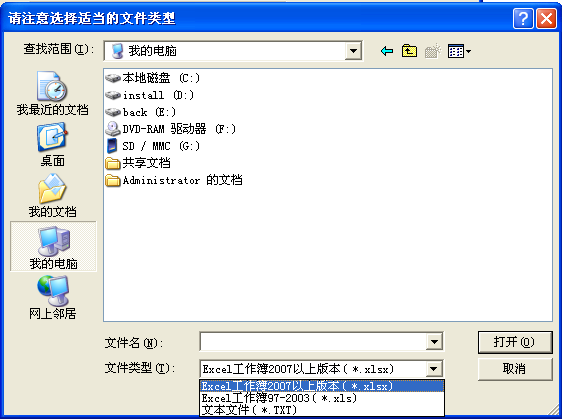 请注意选择适当的文件类型
查找范围(I):
我的电脑
我最近的文档
桌面
我的文档
我的电脑
网上邻居
本地磁盘 (C:)
install (D:)
back (E:)
DVD-RAM 驱动器 (F:)
SD / MMC (G:)
共享文档
Administrator 的文档
文件名(N):
打开(O)
文件类型(T):
Excel工作簿2007以上版本(*.xlsx)
取消
Excel工作簿2007以上版本(*.xlsx)
Excel工作簿97-2003(*.xls)
文本文件(*.TXT)